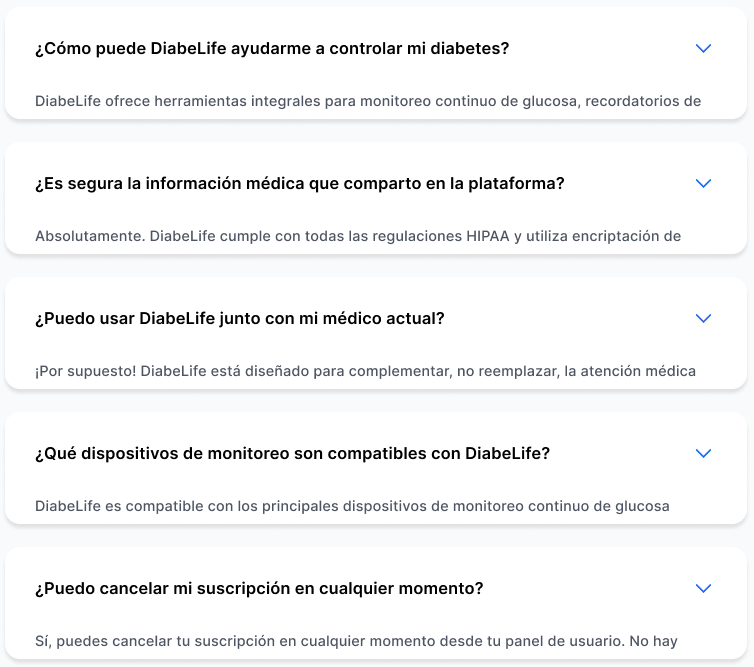 ¿Cómo puede DiabeLife ayudarme a controlar mi diabetes?
DiabeLife ofrece herramientas integrales para monitoreo continuo de glucosa, recordatorios de
¿Es segura la información médica que comparto en la plataforma?
Absolutamente. DiabeLife cumple con todas las regulaciones HIPAA y utiliza encriptación de
¿Puedo usar DiabeLife junto con mi médico actual?
¡Por supuesto! DiabeLife está diseñado para complementar, no reemplazar, la atención médica
¿Qué dispositivos de monitoreo son compatibles con DiabeLife?
DiabeLife es compatible con los principales dispositivos de monitoreo continuo de glucosa
¿Puedo cancelar mi suscripción en cualquier momento?
Sí, puedes cancelar tu suscripción en cualquier momento desde tu panel de usuario. No hay